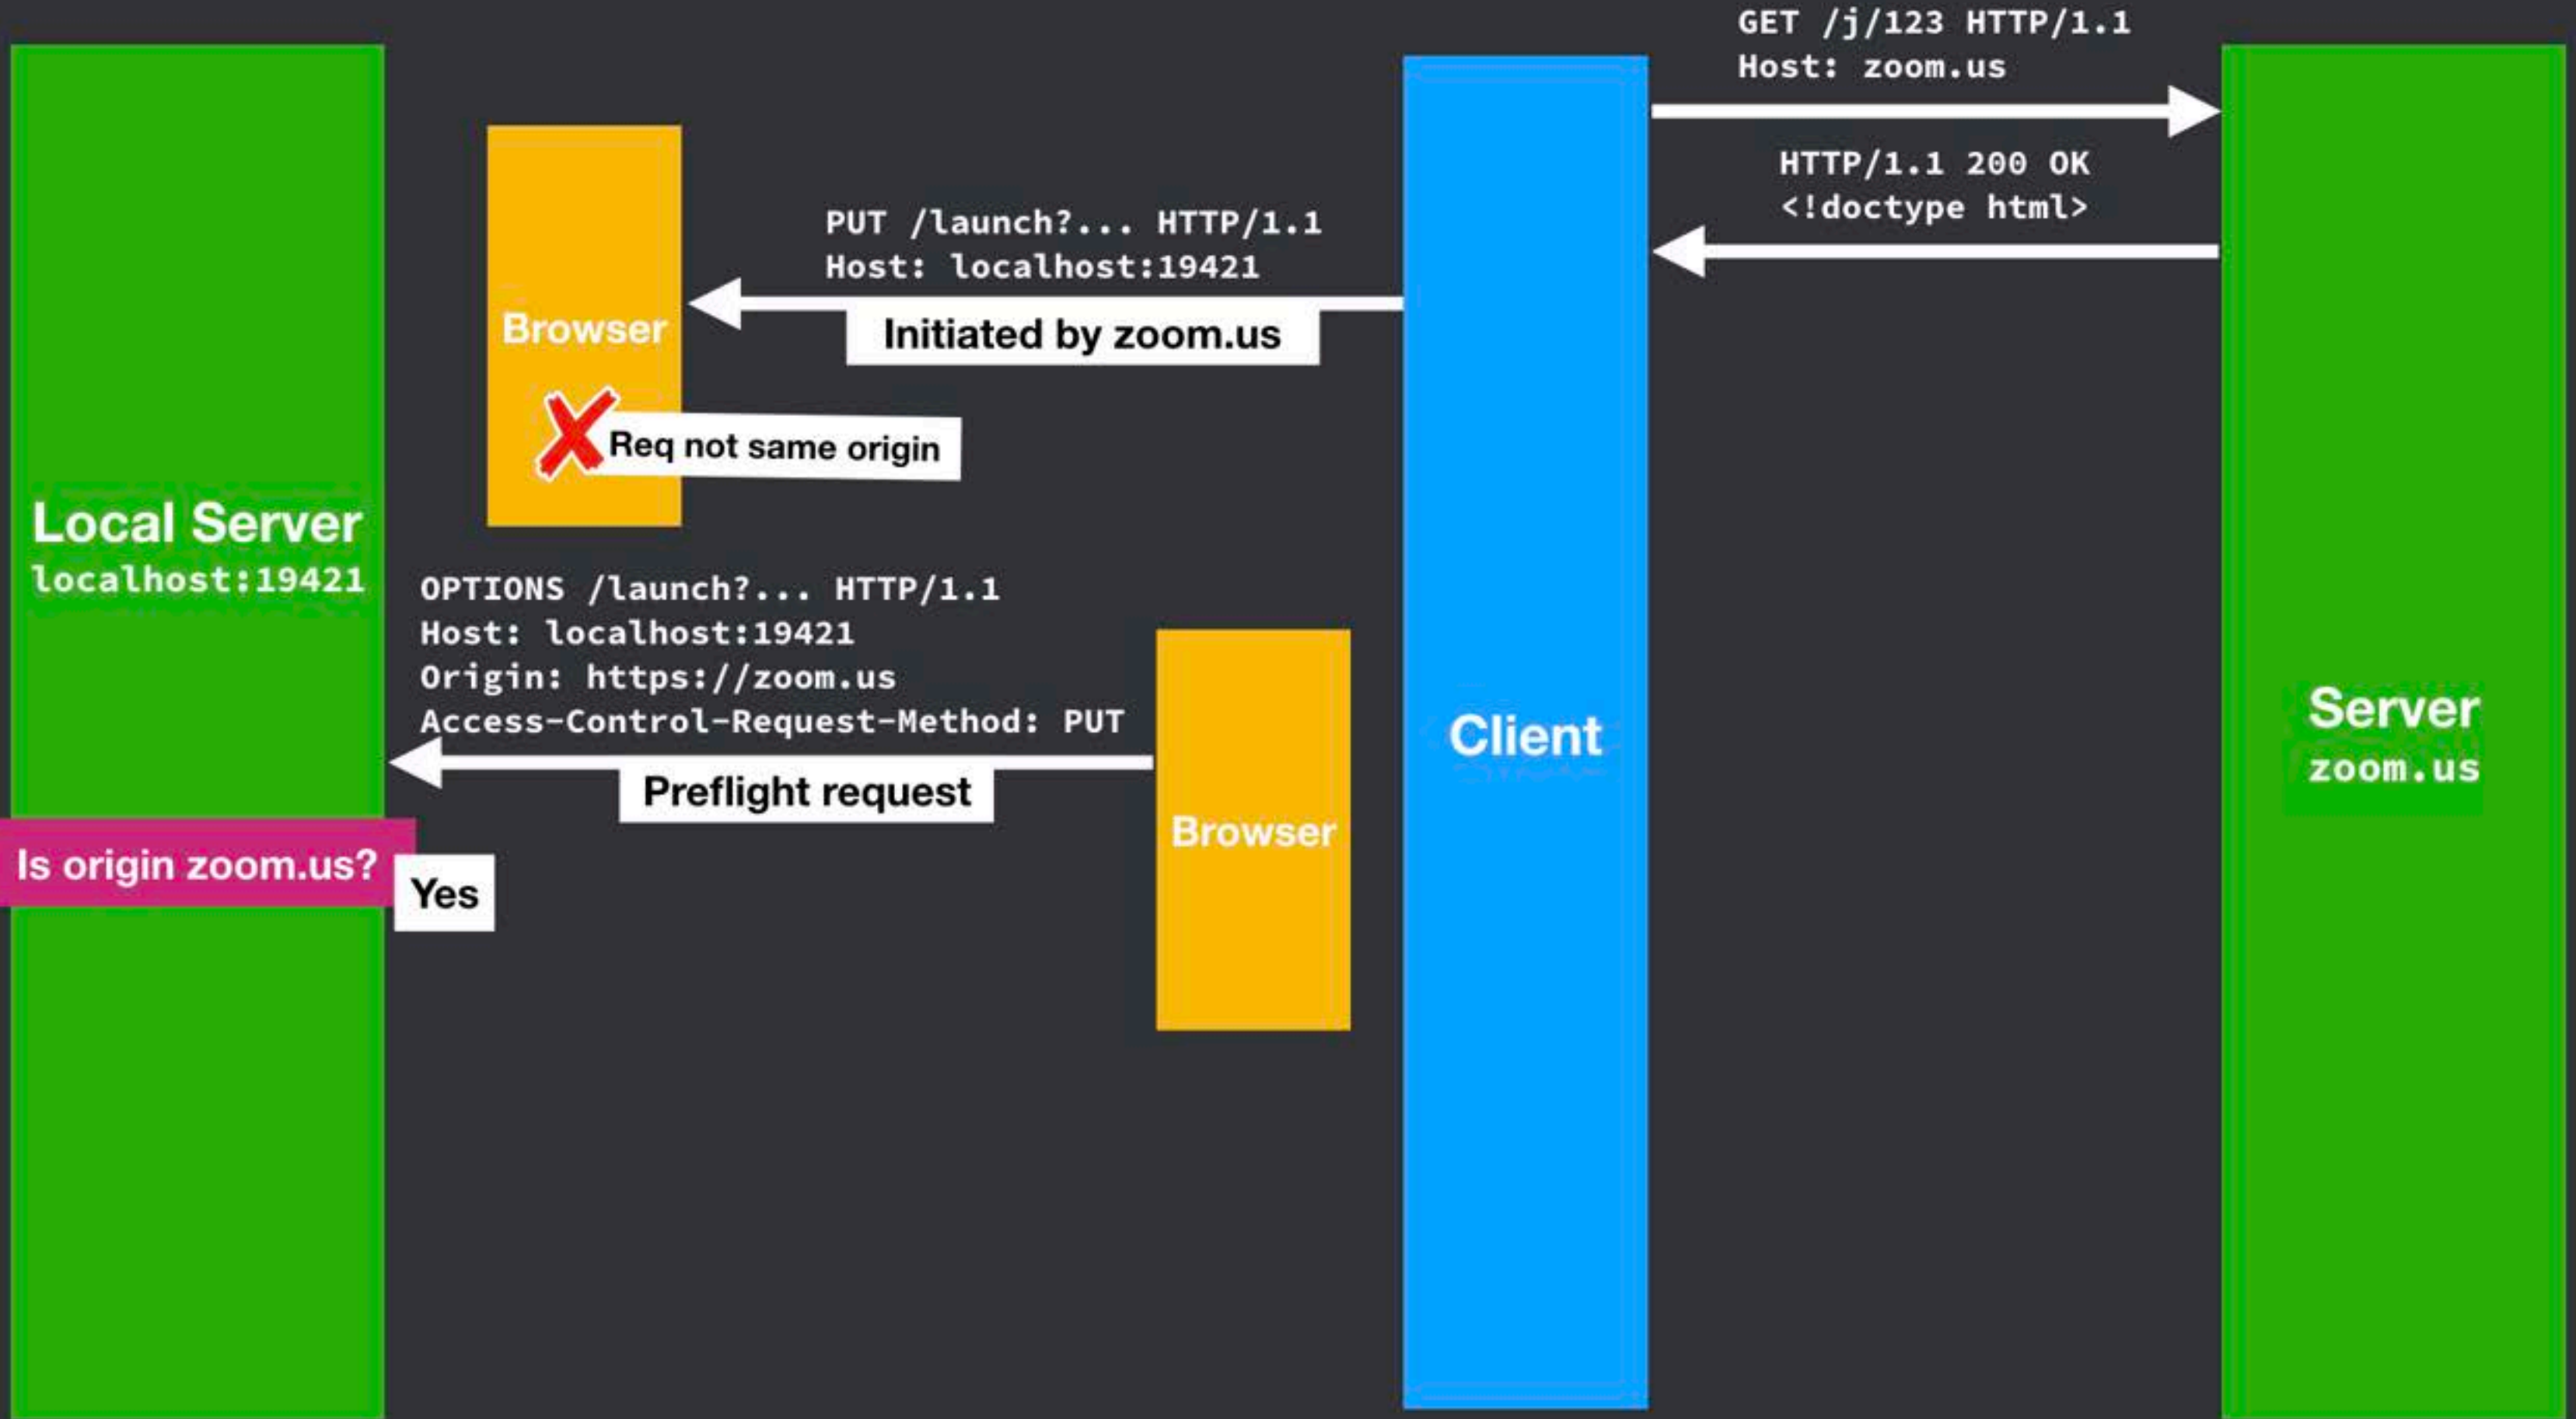 GET /j/123 HTTP/1.1
Host: zoom.us
HTTP/1.1 200 OK
<!doctype html>
PUT /launch?... HTTP/1.1
Host: localhost:19421
Initiated by zoom.us
Browser
Req not same origin
Local Server
localhost:19421
OPTIONS /launch?... HTTP/1.1
Host: localhost:19421
Origin: https://zoom.us
Access-Control-Request-Method: PUT
Preflight request
Browser
Client
Server
zoom.us
Is origin zoom.us?
Yes